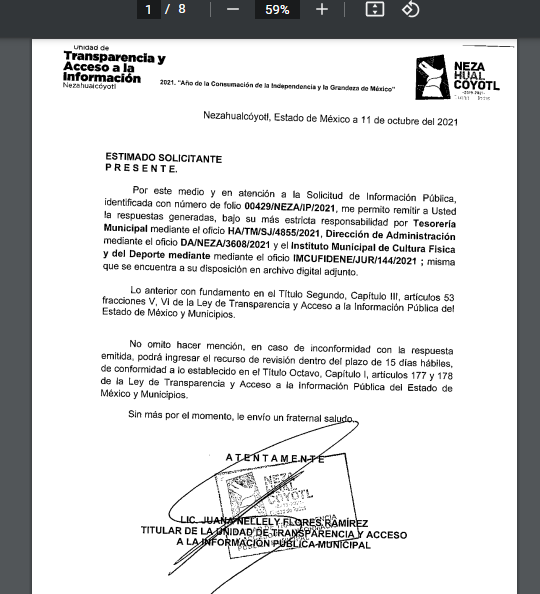 1 / 8
59%
Unidad de
Transparencia y
Acceso a la
Información
Nezahualcóyotl
2021. "Año de la Consumación de la Independencia y la Grandeza de México"
NEZA
HUAL
CÓYOTL
Nezahualcóyotl, Estado de México a 11 de octubre del 2021
ESTIMADO SOLICITANTE
P R E S E N T E.
Por este medio y en atención a la Solicitud de Información Pública,
identificada con número de folio 00429/NEZA/IP/2021, me permito remitir a Usted
la respuestas generadas, bajo su más estricta responsabilidad por Tesorería
Municipal mediante el oficio HA/TM/SJ/4855/2021, Dirección de Administración
mediante el oficio DA/NEZA/3608/2021 y el Instituto Municipal de Cultura Fisica
y del Deporte mediante mediante el oficio IMCUFIDENE/JUR/144/2021 ; misma
que se encuentra a su disposición en archivo digital adjunto.
Lo anterior con fundamento en el Título Segundo, Capítulo III, artículos 53
fracciones V, VI de la Ley de Transparencia y Acceso a la Información Pública del
Estado de México y Municipios.
No omito hacer mención, en caso de inconformidad con la respuesta
emitida, podrá ingresar el recurso de revisión dentro del plazo de 15 días hábiles,
de conformidad a lo establecido en el Título Octavo, Capítulo I, artículos 177 y 178
de la Ley de Transparencia y Acceso a la Información Pública del Estado de
México y Municipios.
Sin más por el momento, le envío un fraternal saludo.
A T E N T A M E N T E
NEZA
HUAL
CÓYOTL
LIC. JUANA NELLELY FLORES RAMÍREZ
TITULAR DE LA UNIDAD DE TRANSPARENCIA Y ACCESO
A LA INFORMACIÓN PÚBLICA MUNICIPAL